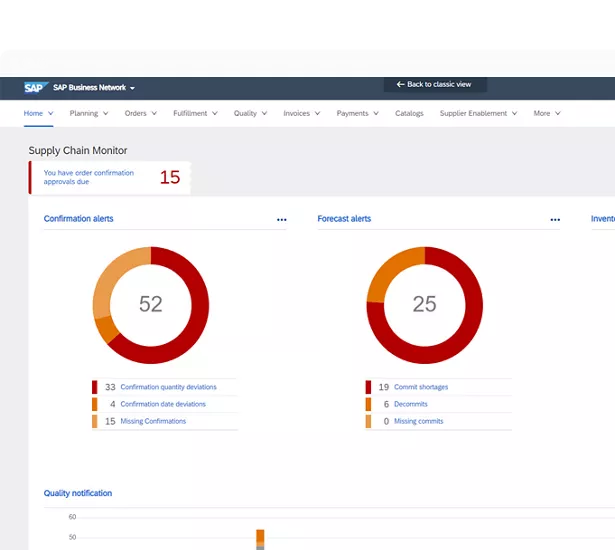 ← Back to classic view
SAP SAP Business Network
Home Planning Orders Fulfillment Quality Invoices Payments Catalogs Supplier Enablement More
Supply Chain Monitor
You have order confirmation
approvals due
15
Confirmation alerts
52
33 Confirmation quantity deviations
4 Confirmation date deviations
15 Missing Confirmations
Forecast alerts
25
19 Commit shortages
6 Decommits
0 Missing commits
Invent
Quality notification
60
50